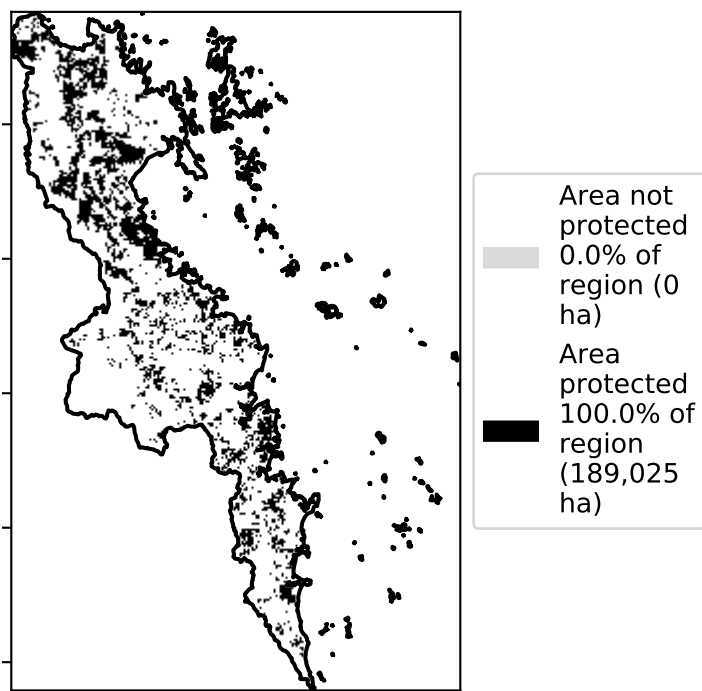 Area not
protected
0.0% of
region (0
ha)
Area
protected
100.0% of
region
(189,025
ha)